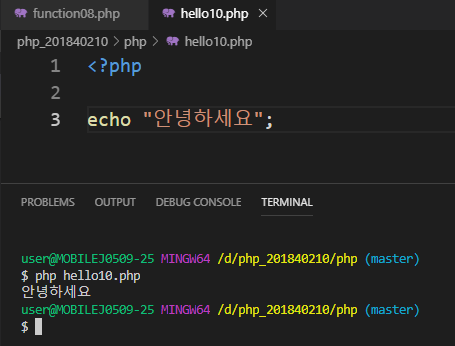 function08.php hello10.php ×
php_201840210 > php > hello10.php
1 <?php
2
3 echo "안녕하세요";
PROBLEMS OUTPUT DEBUG CONSOLE TERMINAL
user@MOBILEJ0509-25 MINGW64 /d/php_201840210/php (master)
$ php hello10.php
안녕하세요
user@MOBILEJ0509-25 MINGW64 /d/php_201840210/php (master)
$